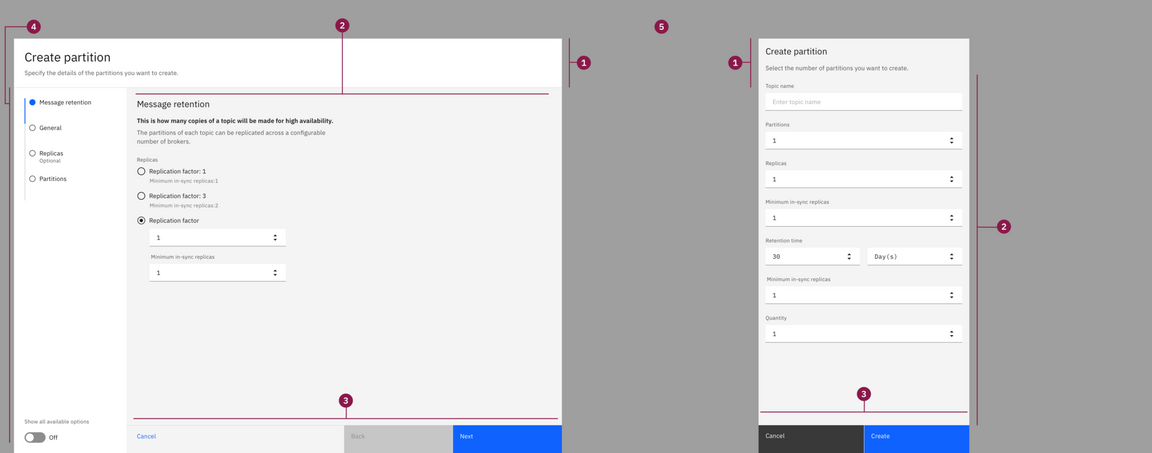 4
2
5
1
Create partition
Specify the details of the partitions you want to create.
Message retention
General
Replicas
Optional
Partitions
Show all available options
Off
Message retention
This is how many copies of a topic will be made for high availability.
The partitions of each topic can be replicated across a configurable
number of brokers.
Replicas
Replication factor: 1
Minimum in-sync replicas:1
Replication factor: 3
Minimum in-sync replicas:2
Replication factor
1
Minimum in-sync replicas
1
3
Cancel
Back
Next
1
Create partition
Select the number of partitions you want to create.
Topic name
Enter topic name
Partitions
1
Replicas
1
Minimum in-sync replicas
1
Retention time
30 Day(s)
Minimum in-sync replicas
1
Quantity
1
2
3
Cancel
Create